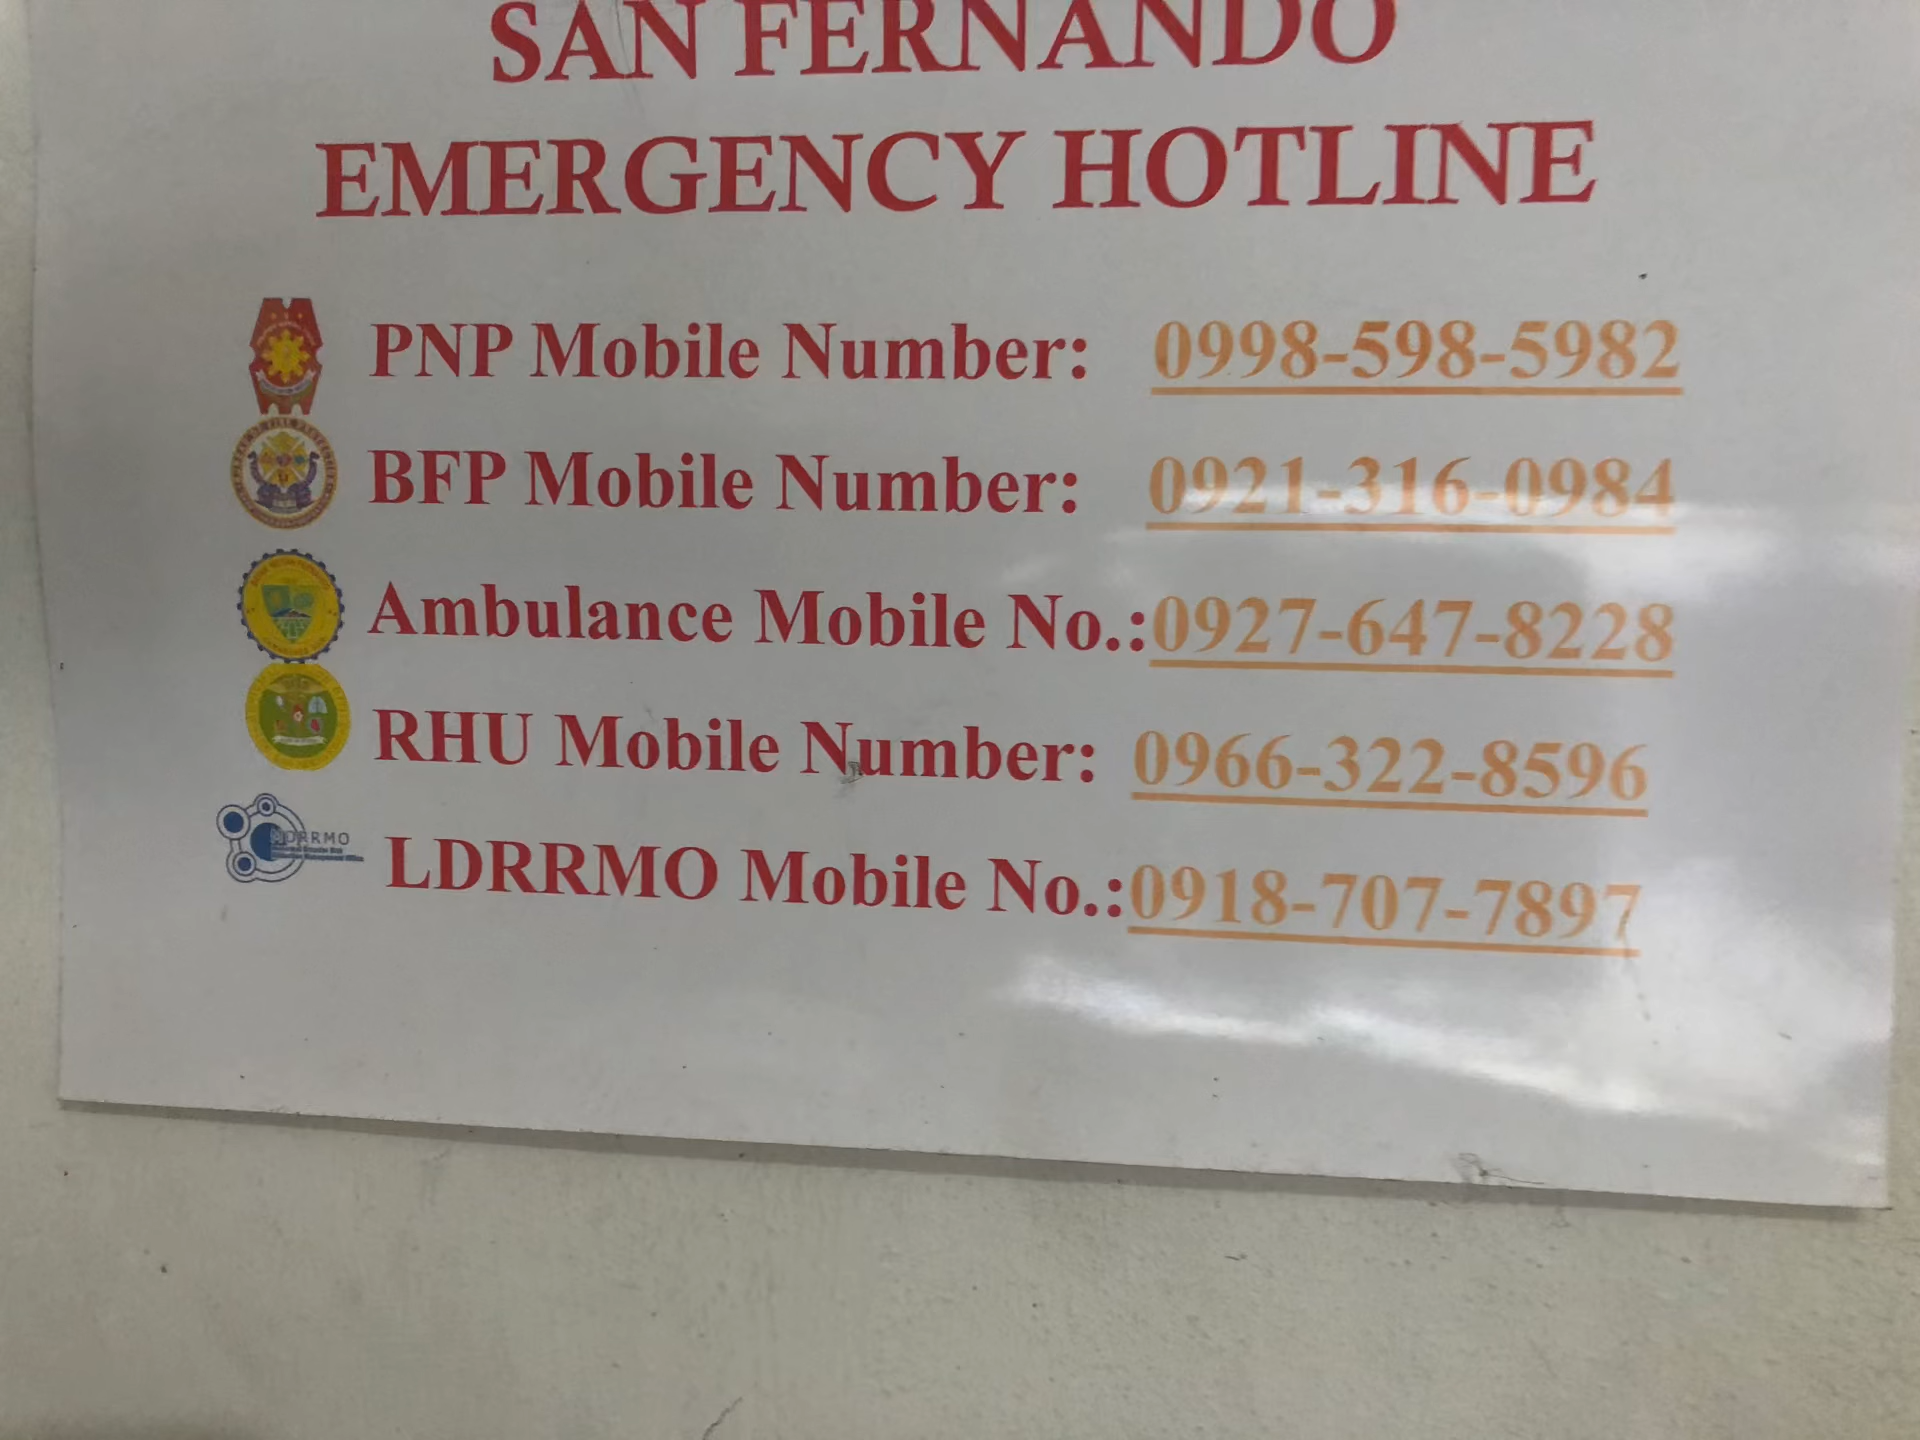 SAN FERNANDO
EMERGENCY HOTLINE
PNP Mobile Number: 0998-598-5982
BFP Mobile Number: 0921-316-0984
Ambulance Mobile No.:0927-647-8228
RHU Mobile Number: 0966-322-8596
MDRRMO
LDRRMO Mobile No.:0918-707-7897